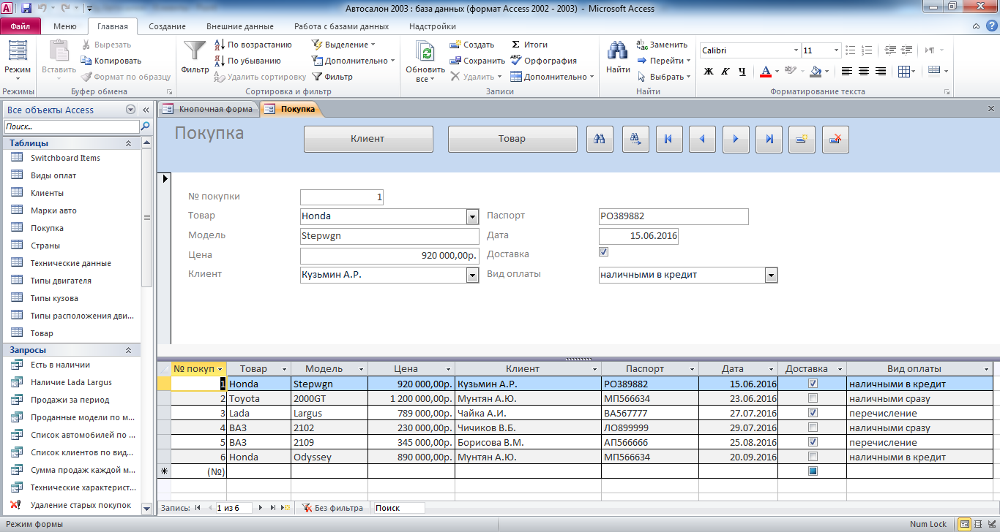 Автосалон 2003 : база данных (формат Access 2002 - 2003) - Microsoft Access
Файл Меню Главная Создание Внешние данные Работа с базами данных Надстройки
Режим
Режимы
Вставить
Вырезать
Копировать
Формат по образцу
Буфер обмена
Фильтр
По возрастанию
По убыванию
Удалить сортировку
Выделение
Дополнительно
Фильтр
Сортировка и фильтр
Обновить
все
Создать
Сохранить
Удалить
Итоги
Орфография
Дополнительно
Записи
Найти
Заменить
Перейти
Выбрать
Найти
Calibri 11
Ж К Ч А
Форматирование текста
Все объекты Access
Поиск...
Таблицы
Switchboard Items
Виды оплат
Клиенты
Марки авто
Покупка
Страны
Технические данные
Типы двигателя
Типы кузова
Типы расположения дви...
Товар
Запросы
Есть в наличии
Наличие Lada Largus
Продажи за период
Проданные модели по м...
Список автомобилей по ...
Список клиентов по вид...
Сумма продаж каждой м...
Технические характерист...
Удаление старых покупок
Кнопочная форма Покупка
Покупка Клиент Товар
№ покупки 1
Товар Honda Паспорт РО389882
Модель Stepwgn Дата 15.06.2016
Цена 920 000,00р. Доставка
Клиент Кузьмин А.Р. Вид оплаты наличными в кредит
№ покуп Товар Модель Цена Клиент Паспорт Дата Доставка Вид оплаты
1 Honda Stepwgn 920 000,00р. Кузьмин А.Р. РО389882 15.06.2016 наличными в кредит
2 Toyota 2000GT 1 200 000,00р. Мунтян А.Ю. МП566634 23.06.2016 наличными сразу
3 Lada Largus 789 000,00р. Чайка А.И. ВА567777 27.07.2016 перечисление
4 ВАЗ 2102 230 000,00р. Чичиков В.Б. ЛО899999 29.07.2016 наличными сразу
5 ВАЗ 2109 345 000,00р. Борисова В.М. АП566666 25.08.2016 перечисление
6 Honda Odyssey 890 000,00р. Мунтян А.Ю. МП566634 20.09.2016 наличными в кредит
(№)
Запись: 1 из 6 Без фильтра Поиск
Режим формы Num Lock